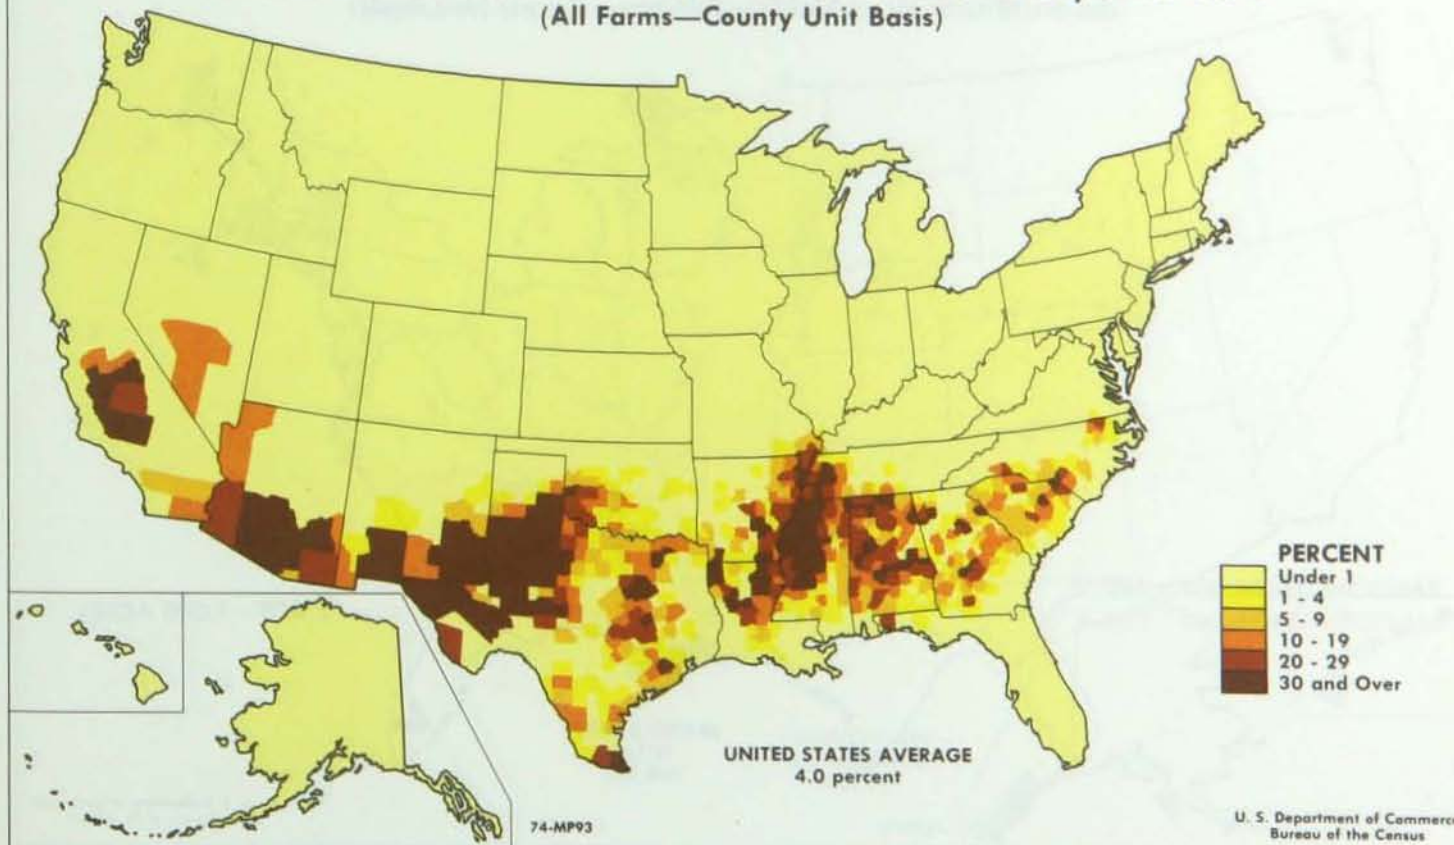 (All Farms—County Unit Basis)
PERCENT
Under 1
1 - 4
5 - 9
10 - 19
20 - 29
30 and Over
UNITED STATES AVERAGE
4.0 percent
74-MP93
U. S. Department of Commerce
Bureau of the Census